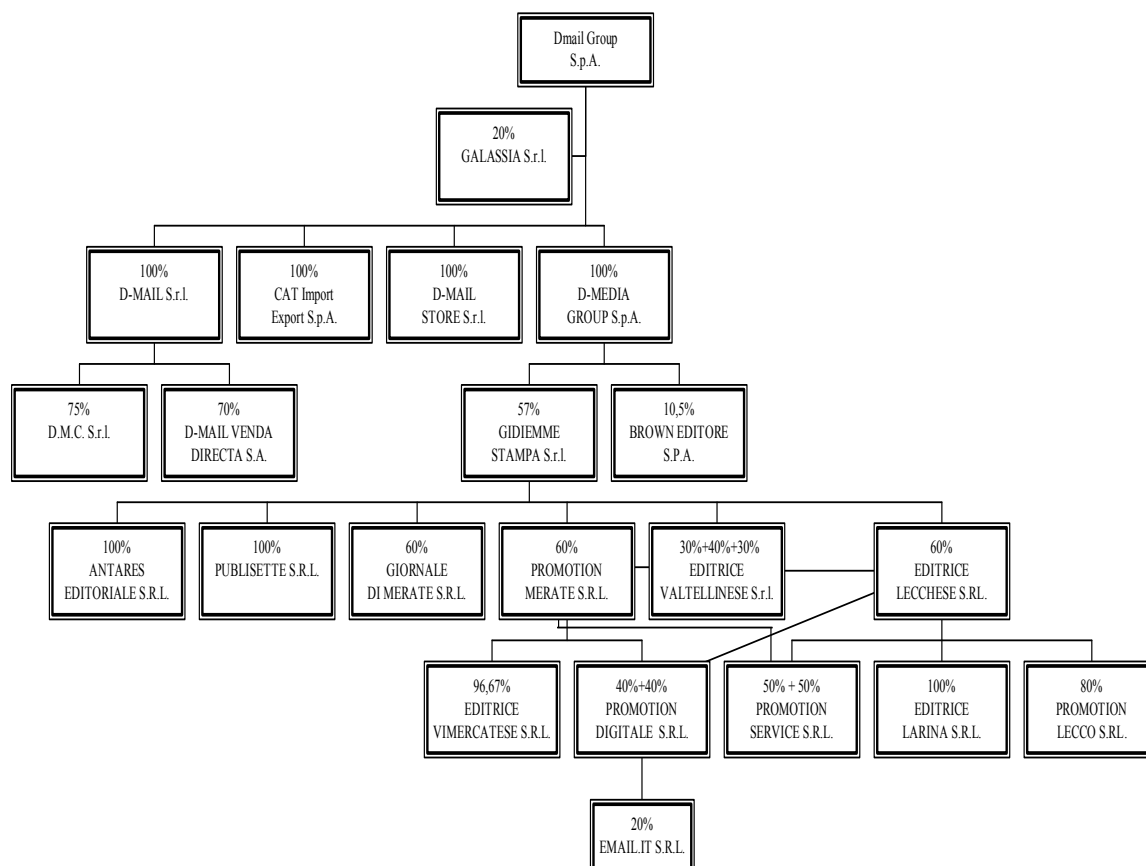 Dmail Group
S.p.A.
20%
GALASSIA S.r.l.
100%
D-MAIL S.r.l.
100%
CAT Import
Export S.p.A.
100%
D-MAIL
STORE S.r.l.
100%
D-MEDIA
GROUP S.p.A.
75%
D.M.C. S.r.l.
70%
D-MAIL VENDA
DIRECTA S.A.
57%
GIDIEMME
STAMPA S.r.l.
10,5%
BROWN EDITORE
S.P.A.
100%
ANTARES
EDITORIALE S.R.L.
100%
PUBLISETTE S.R.L.
60%
GIORNALE
DI MERATE S.R.L.
60%
PROMOTION
MERATE S.R.L.
30%+40%+30%
EDITRICE
VALTELLINESE S.r.l.
60%
EDITRICE
LECCHESE S.RL.
96,67%
EDITRICE
VIMERCATESE S.R.L.
40%+40%
PROMOTION
DIGITALE S.R.L.
50% + 50%
PROMOTION
SERVICE S.R.L.
100%
EDITRICE
LARINA S.R.L.
80%
PROMOTION
LECCO S.RL.
20%
EMAIL.IT S.R.L.